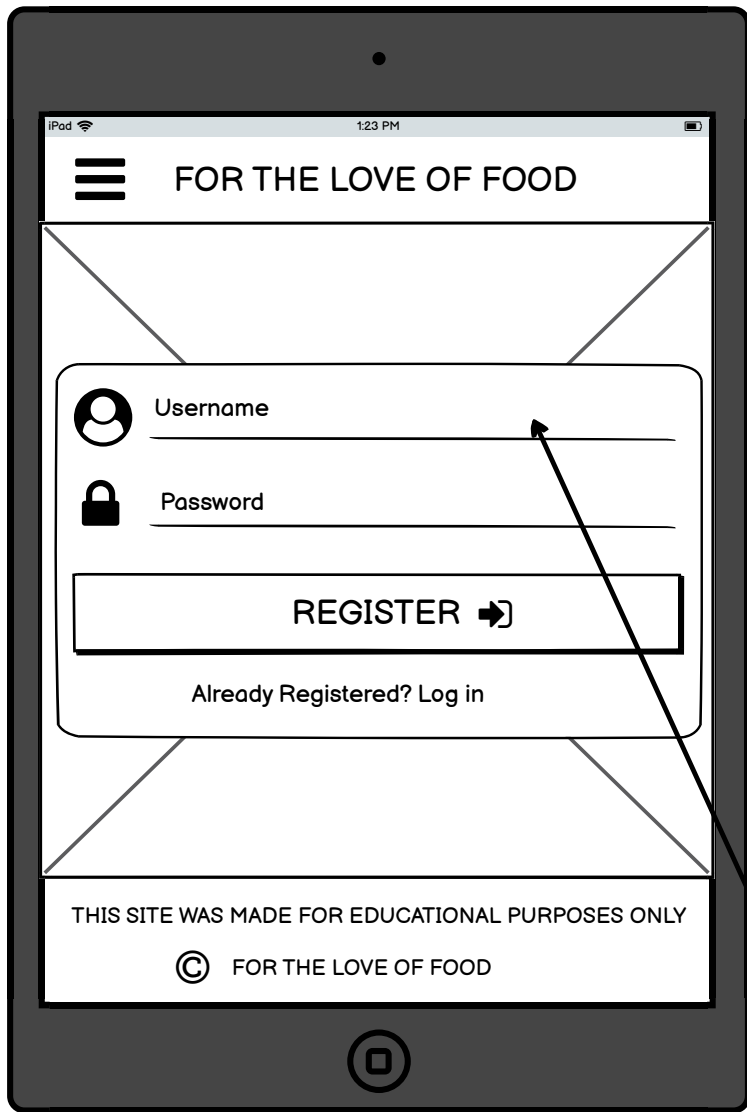 iPad 1:23 PM
FOR THE LOVE OF FOOD
Username
Password
REGISTER
Already Registered? Log in
THIS SITE WAS MADE FOR EDUCATIONAL PURPOSES ONLY
© FOR THE LOVE OF FOOD